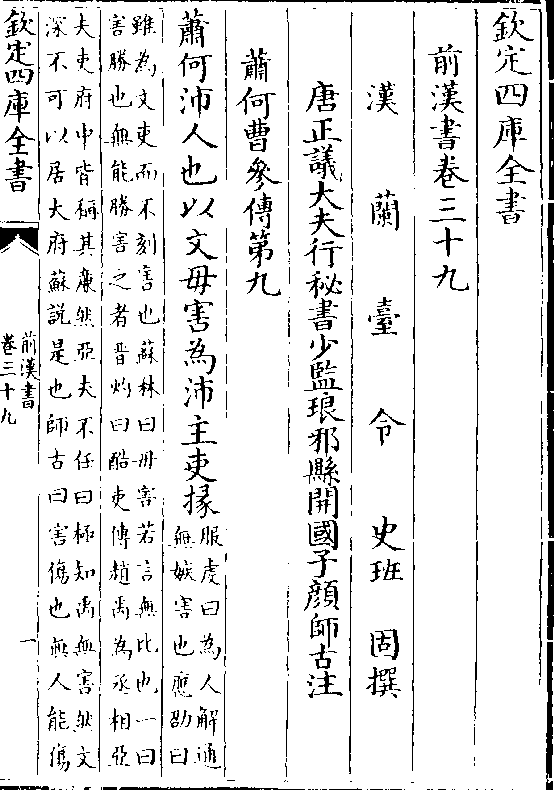 欽定四庫全書
前漢書卷三十九
漢蘭臺令史班固撰
唐正議大夫行秘書少監琅邪縣開國子顔師古注
蕭何曹參傳第九
蕭何沛人也以文毋害為沛主吏掾
服虔曰為人解通
無嫉害也應劭曰
雖為文吏而不刻害也蘇林曰毋害若言無比也一曰
害勝也無能勝害之者晉灼曰酷吏傳趙禹為丞相亞
夫吏府中皆稱其廉然亞夫不任曰極知禹無害然文
深不可以居大府蘇説是也師古曰害傷也無人能傷
欽定四庫全書
前漢書
卷三十九
一